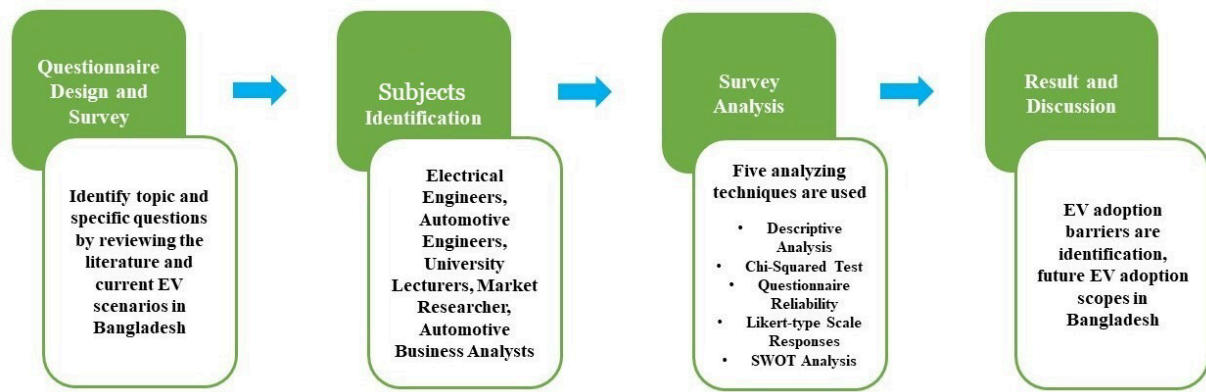 Questionnaire
Design and
Survey
Identify topic and
specific questions
by reviewing the
literature and
current EV
scenarios in
Bangladesh
Subjects
Identification
Electrical
Engineers,
Automotive
Engineers,
University
Lecturers, Market
Researcher,
Automotive
Business Analysts
Survey
Analysis
Five analyzing
techniques are used
• Descriptive
Analysis
• Chi-Squared Test
• Questionnaire
Reliability
• Likert-type Scale
Responses
• SWOT Analysis
Result and
Discussion
EV adoption
barriers are
identification,
future EV adoption
scopes in
Bangladesh